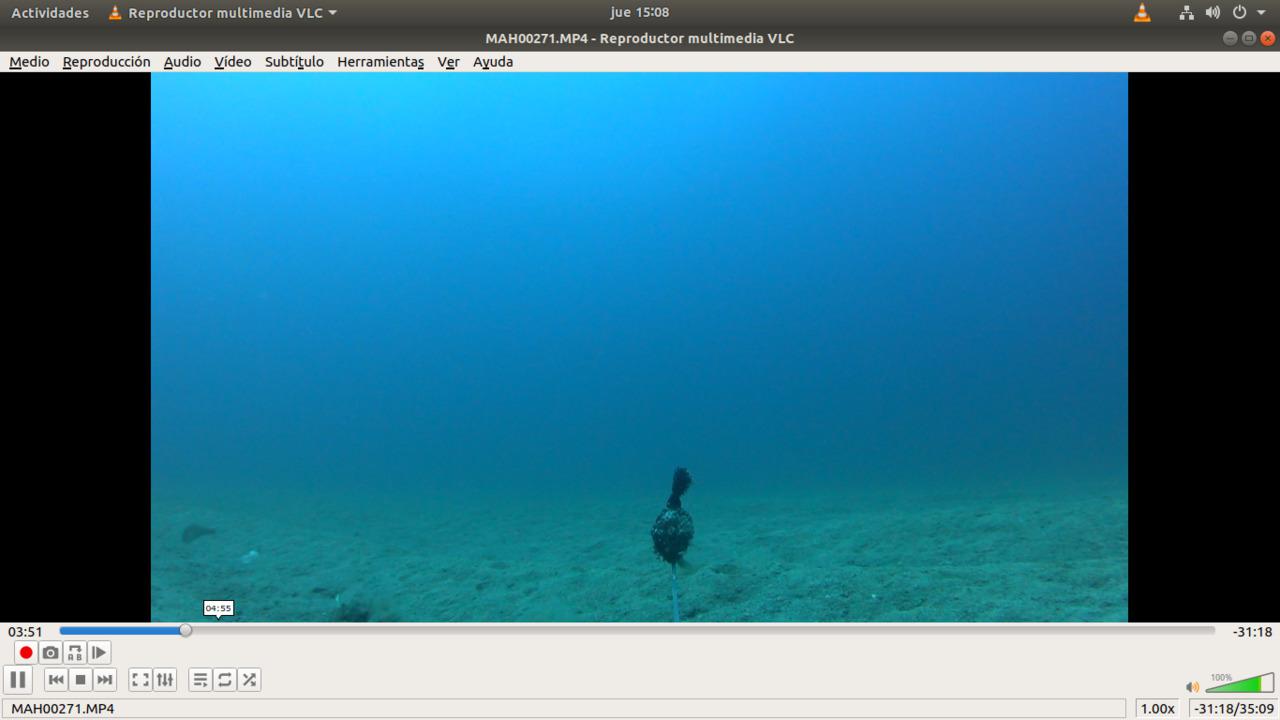 Actividades Reproductor multimedia VLC jue 15:08
MAH00271.MP4 - Reproductor multimedia VLC
Medio Reproducción Audio Vídeo Subtítulo Herramientas Ver Ayuda
04:55
03:51 -31:18
A B
100%
MAH00271.MP4 1.00x -31:18/35:09